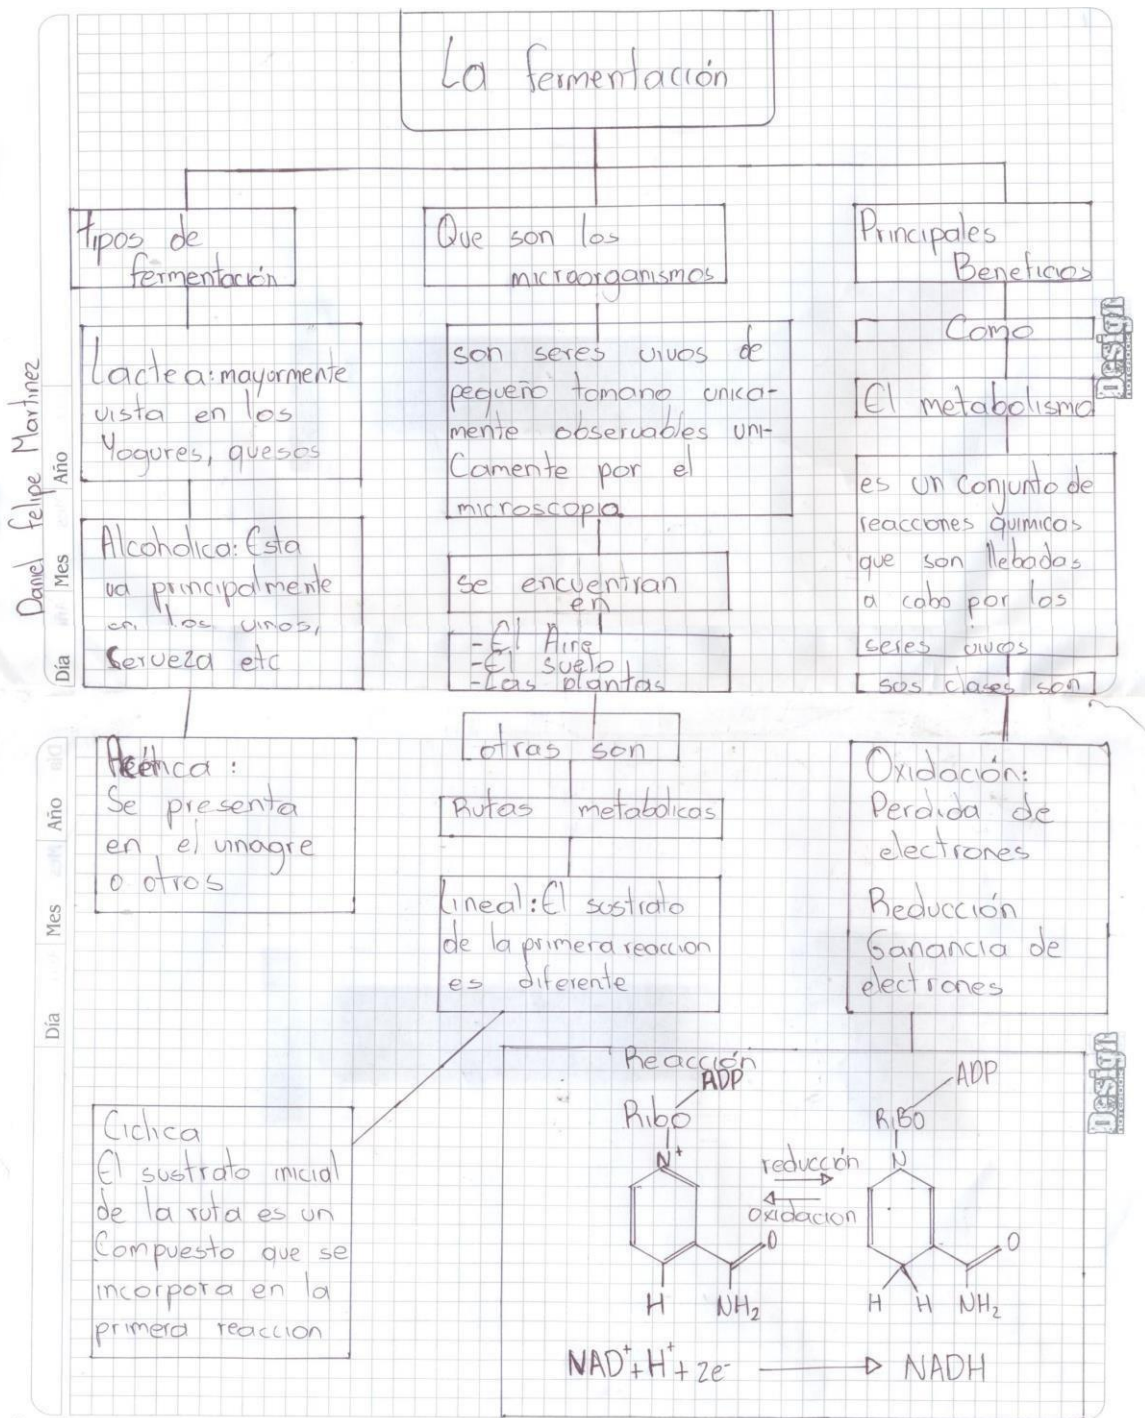 La fermentación
tipos de
fermentación
Lactea: mayormente
vista en los
Yogures, quesos
Alcoholica: Esta
va principalmente
en los vinos,
Serveza etc
Acética:
Se presenta
en el vinagre
o otros
Que son los
microorganismos
son seres vivos de
pequeño tomano unica-
mente observables uni-
Camente por el
microscopio
se encuentran
en
-El Aire
-El suelo
-Las plantas
otras son
Rutas metabólicas
Lineal: El sustrato
de la primera reaccion
es diferente
Ciclica
El sustrato inicial
de la ruta es un
Compuesto que se
incorpora en la
primera reaccion
Principales
Beneficios
Como
El metabolismo
es un conjunto de
reacciones quimicas
que son llebadas
a cabo por los
seres vivos
sos clases son
Oxidación:
Perdida de
electrones
Reducción
Ganancia de
electrones
Reacción
ADP
Ribo
N+
reducción
oxidacion
O
H
NH2
ADP
RiBO
N
O
H H NH2
NAD+ + H+ + 2e-
NADH
Daniel felipe Martinez
Día Mes Año
Día Mes Año
Design
Design